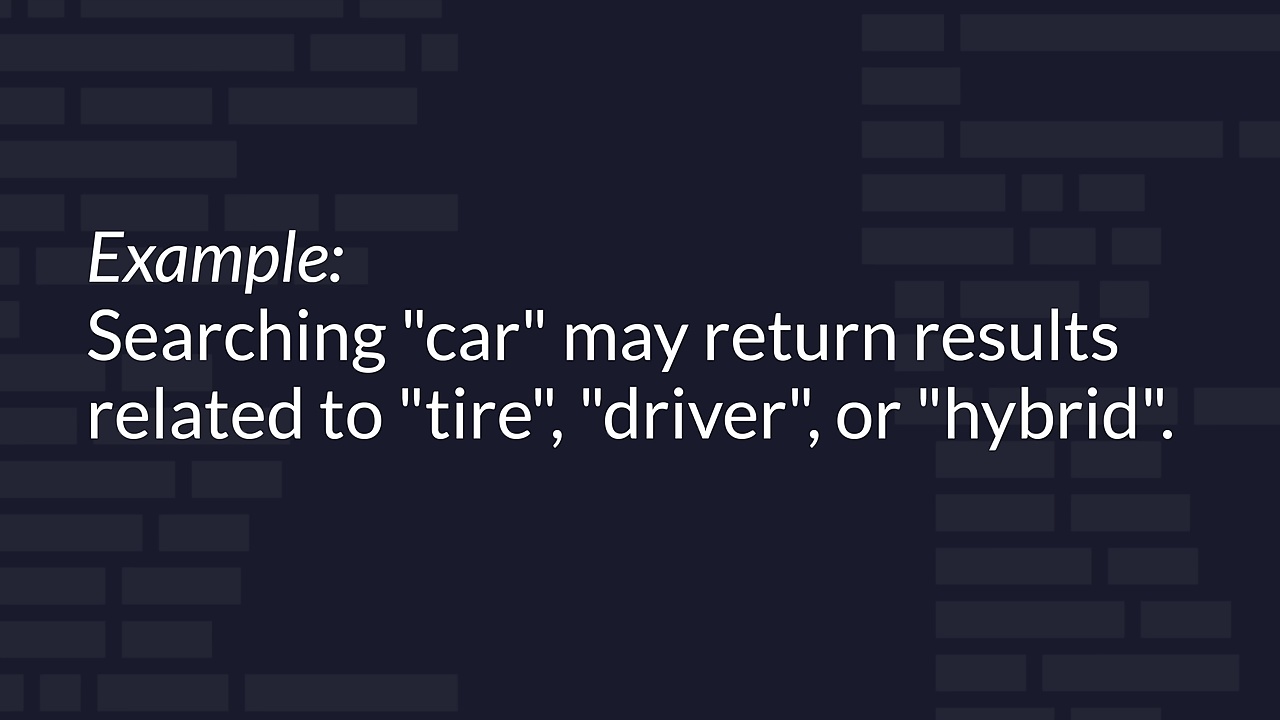 Example:
Searching "car" may return results
related to "tire", "driver", or "hybrid".